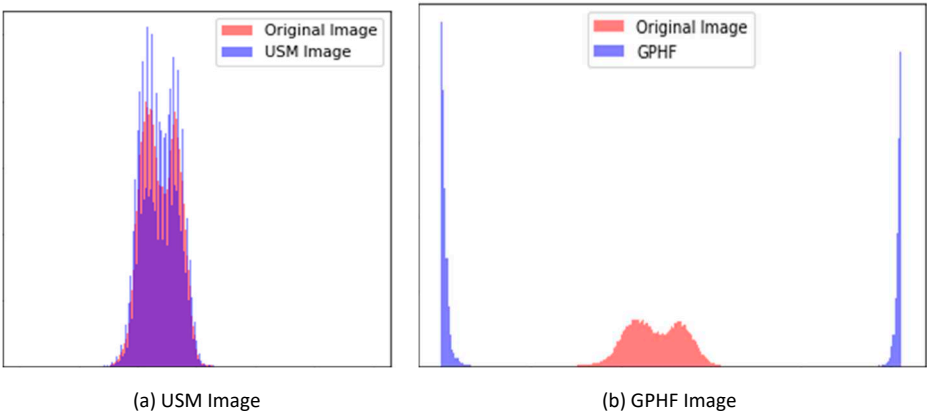 Original Image
USM Image
Original Image
GPHF
(a) USM Image
(b) GPHF Image